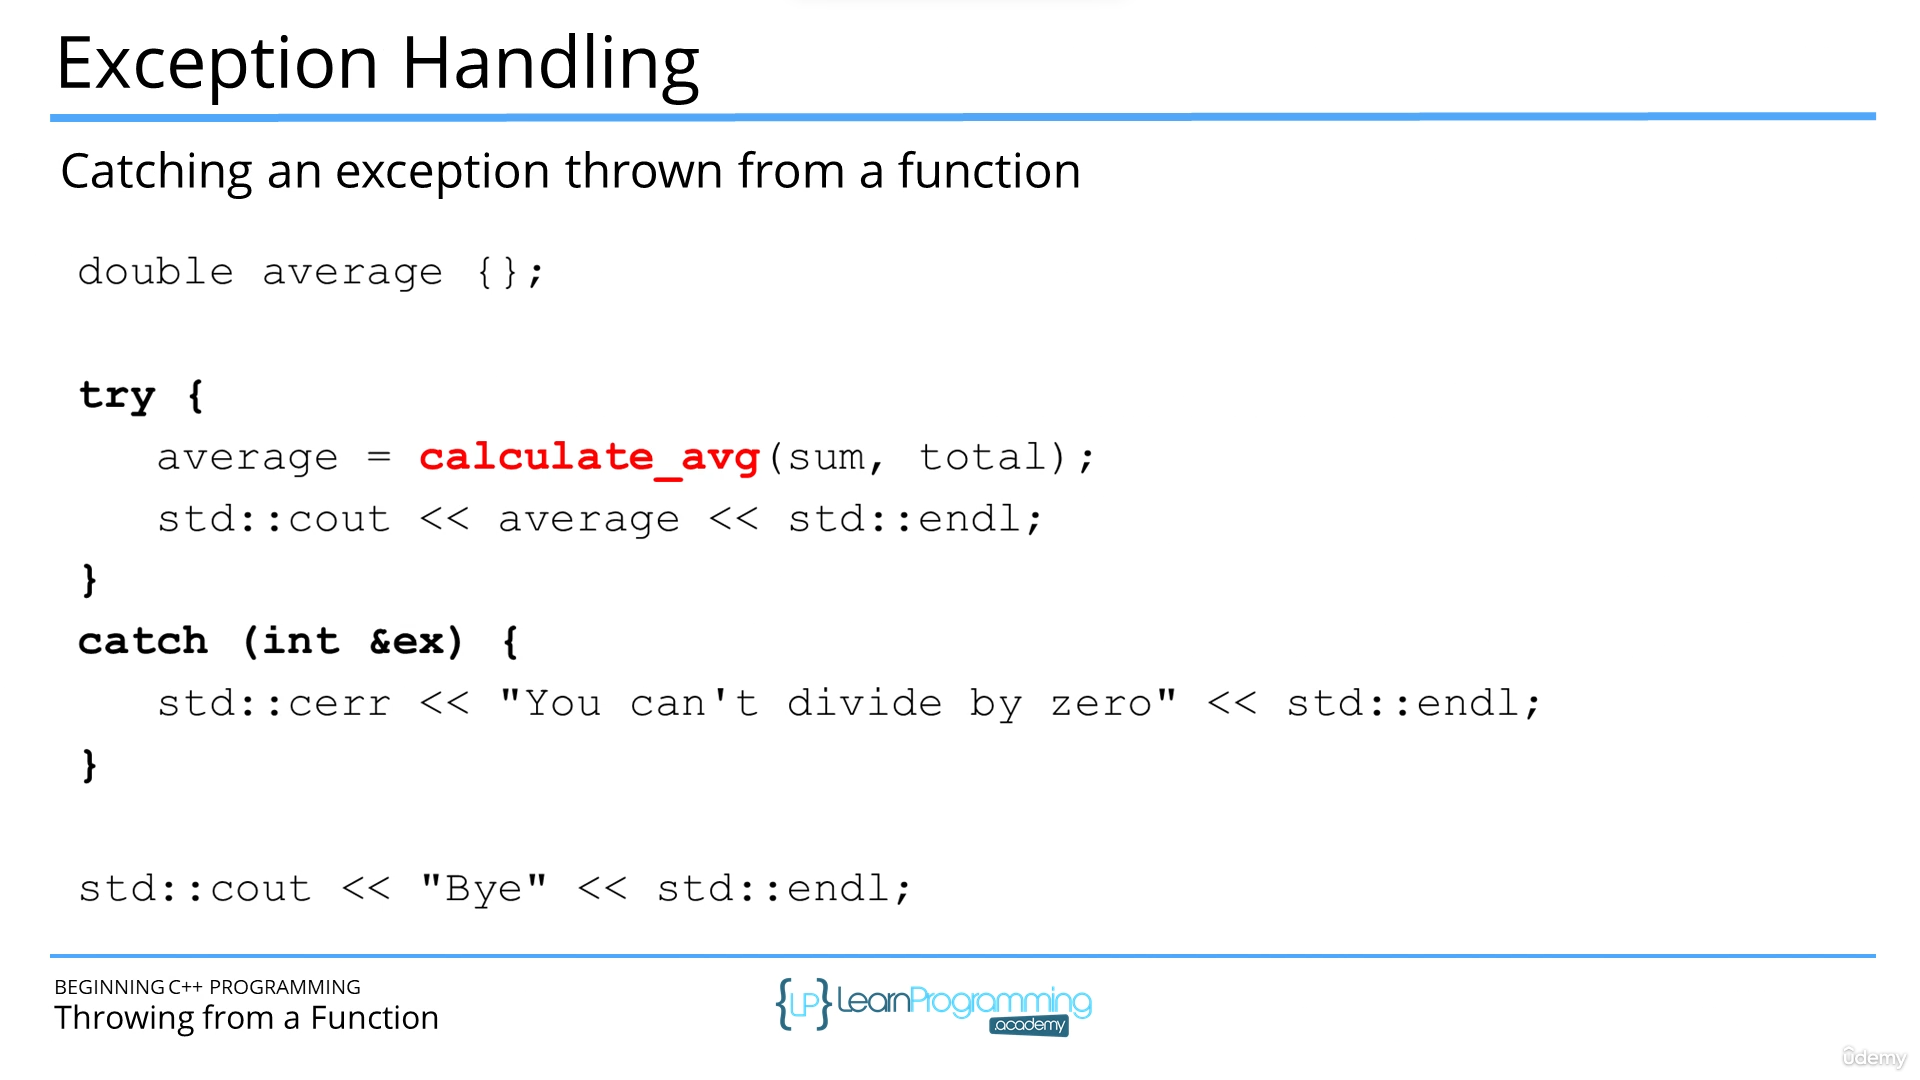 Exception Handling
Catching an exception thrown from a function
double average {};
try {
average = calculate_avg(sum, total);
std::cout << average << std::endl;
}
catch (int &ex) {
std::cerr << "You can't divide by zero" << std::endl;
}
std::cout << "Bye" << std::endl;
BEGINNING C++ PROGRAMMING
Throwing from a Function
{LP} LearnProgramming
academy
ûdemy